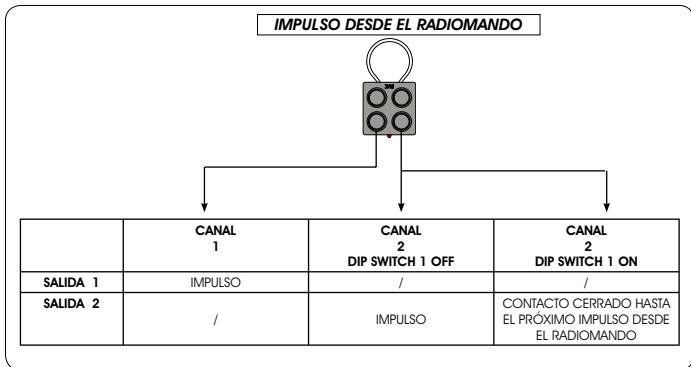 IMPULSO DESDE EL RADIOMANDO
CANAL
1
CANAL
2
DIP SWITCH 1 OFF
CANAL
2
DIP SWITCH 1 ON
SALIDA 1
IMPULSO
/
/
SALIDA 2
/
IMPULSO
CONTACTO CERRADO HASTA
EL PRÓXIMO IMPULSO DESDE
EL RADIOMANDO